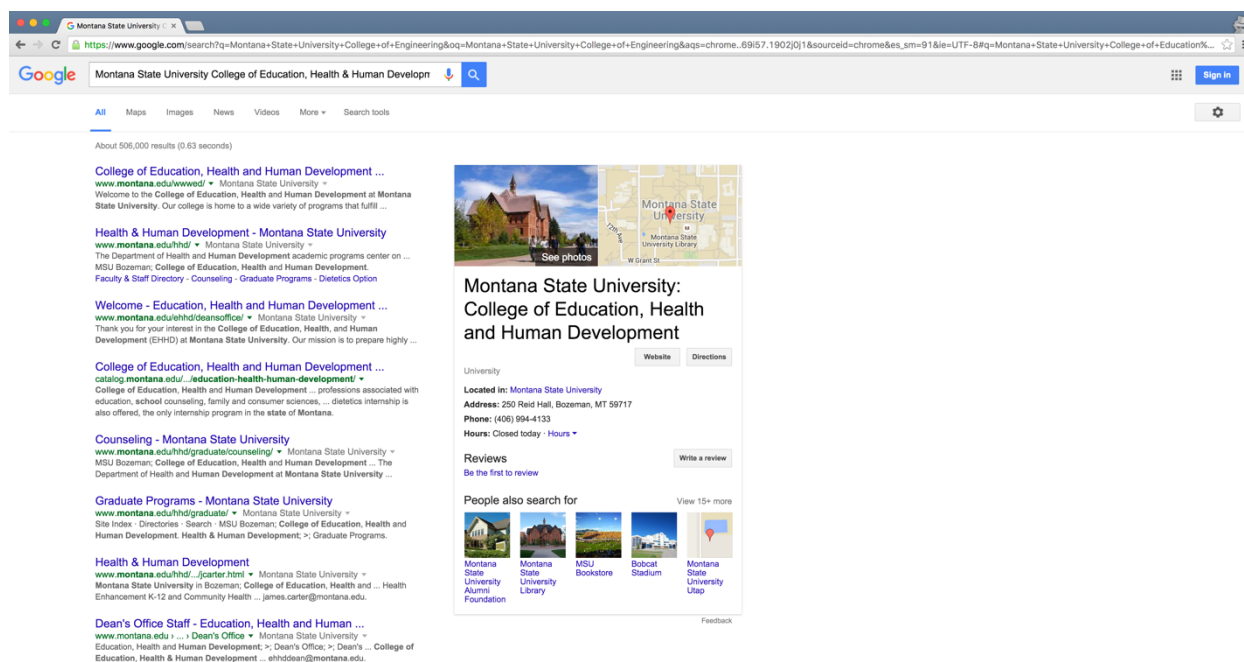 Montana State University C
https://www.google.com/search?q=Montana+State+University+College+of+Engineering&oq=Montana+State+University+College+of+Engineering&aqs=chrome..69i57.1902j0j1&sourceid=chrome&es_sm=91&ie=UTF-8#q=Montana+State+University+College+of+Education%...
Google
Montana State University College of Education, Health & Human Developm
Sign in
All Maps Images News Videos More Search tools
About 506,000 results (0.63 seconds)
College of Education, Health and Human Development ...
www.montana.edu/wwwed/ Montana State University
Welcome to the College of Education, Health and Human Development at Montana
State University. Our college is home to a wide variety of programs that fulfill ...
Health & Human Development - Montana State University
www.montana.edu/hhd/ Montana State University
The Department of Health and Human Development academic programs center on ...
MSU Bozeman; College of Education, Health and Human Development.
Faculty & Staff Directory - Counseling - Graduate Programs - Dietetics Option
Welcome - Education, Health and Human Development ...
www.montana.edu/ehhd/deansoffice/ Montana State University
Thank you for your interest in the College of Education, Health, and Human
Development (EHHD) at Montana State University. Our mission is to prepare highly ...
College of Education, Health and Human Development ...
catalog.montana.edu/.../education-health-human-development/
College of Education, Health and Human Development ... professions associated with
education, school counseling, family and consumer sciences, ... dietetics internship is
also offered, the only internship program in the state of Montana.
Counseling - Montana State University
www.montana.edu/hhd/graduate/counseling/ Montana State University
MSU Bozeman; College of Education, Health and Human Development ... The
Department of Health and Human Development at Montana State University ...
Graduate Programs - Montana State University
www.montana.edu/hhd/graduate/ Montana State University
Site Index · Directories · Search · MSU Bozeman; College of Education, Health and
Human Development. Health & Human Development; >; Graduate Programs.
Health & Human Development
www.montana.edu/hhd/.../jcarter.html Montana State University
Montana State University in Bozeman; College of Education, Health and ... Health
Enhancement K-12 and Community Health ... james.carter@montana.edu.
Dean's Office Staff - Education, Health and Human ...
www.montana.edu › ... › Dean's Office Montana State University
Education, Health and Human Development; >; Dean's Office; >; Dean's ... College of
Education, Health & Human Development ... ehhddean@montana.edu.
See photos
Montana State
University
Montana State
University Library
W Grant St
Montana State University:
College of Education, Health
and Human Development
Website Directions
University
Located in: Montana State University
Address: 250 Reid Hall, Bozeman, MT 59717
Phone: (406) 994-4133
Hours: Closed today · Hours
Reviews
Write a review
Be the first to review
People also search for
View 15+ more
Montana
State
University
Alumni
Foundation
Montana
State
University
Library
MSU
Bookstore
Bobcat
Stadium
Montana
State
University
Utap
Feedback